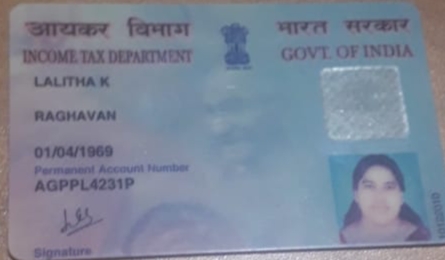 आयकर विभाग
भारत सरकार
INCOME TAX DEPARTMENT
GOVT. OF INDIA
LALITHA K
RAGHAVAN
01/04/1969
Permanent Account Number
AGPPL4231P
Signature